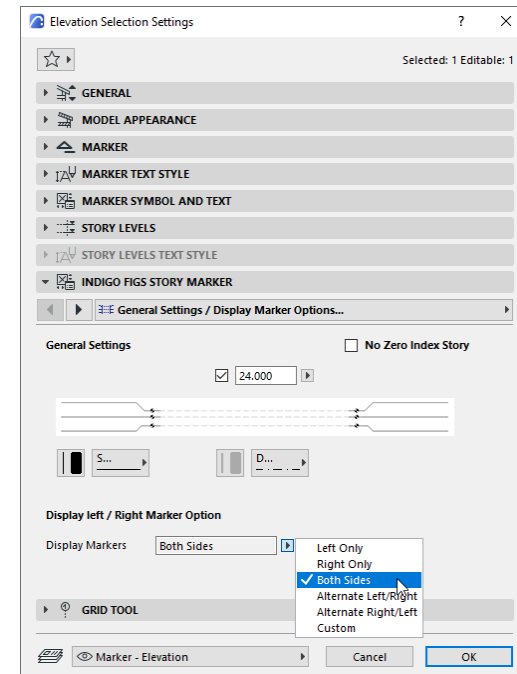 Elevation Selection Settings ? ×
Selected: 1 Editable: 1
GENERAL
MODEL APPEARANCE
MARKER
MARKER TEXT STYLE
MARKER SYMBOL AND TEXT
STORY LEVELS
STORY LEVELS TEXT STYLE
INDIGO FIGS STORY MARKER
General Settings / Display Marker Options...
General Settings
No Zero Index Story
24.000
S...
D...
Display left / Right Marker Option
Display Markers
Both Sides
Left Only
Right Only
Both Sides
Alternate Left/Right
Alternate Right/Left
Custom
GRID TOOL
Marker - Elevation
Cancel
OK